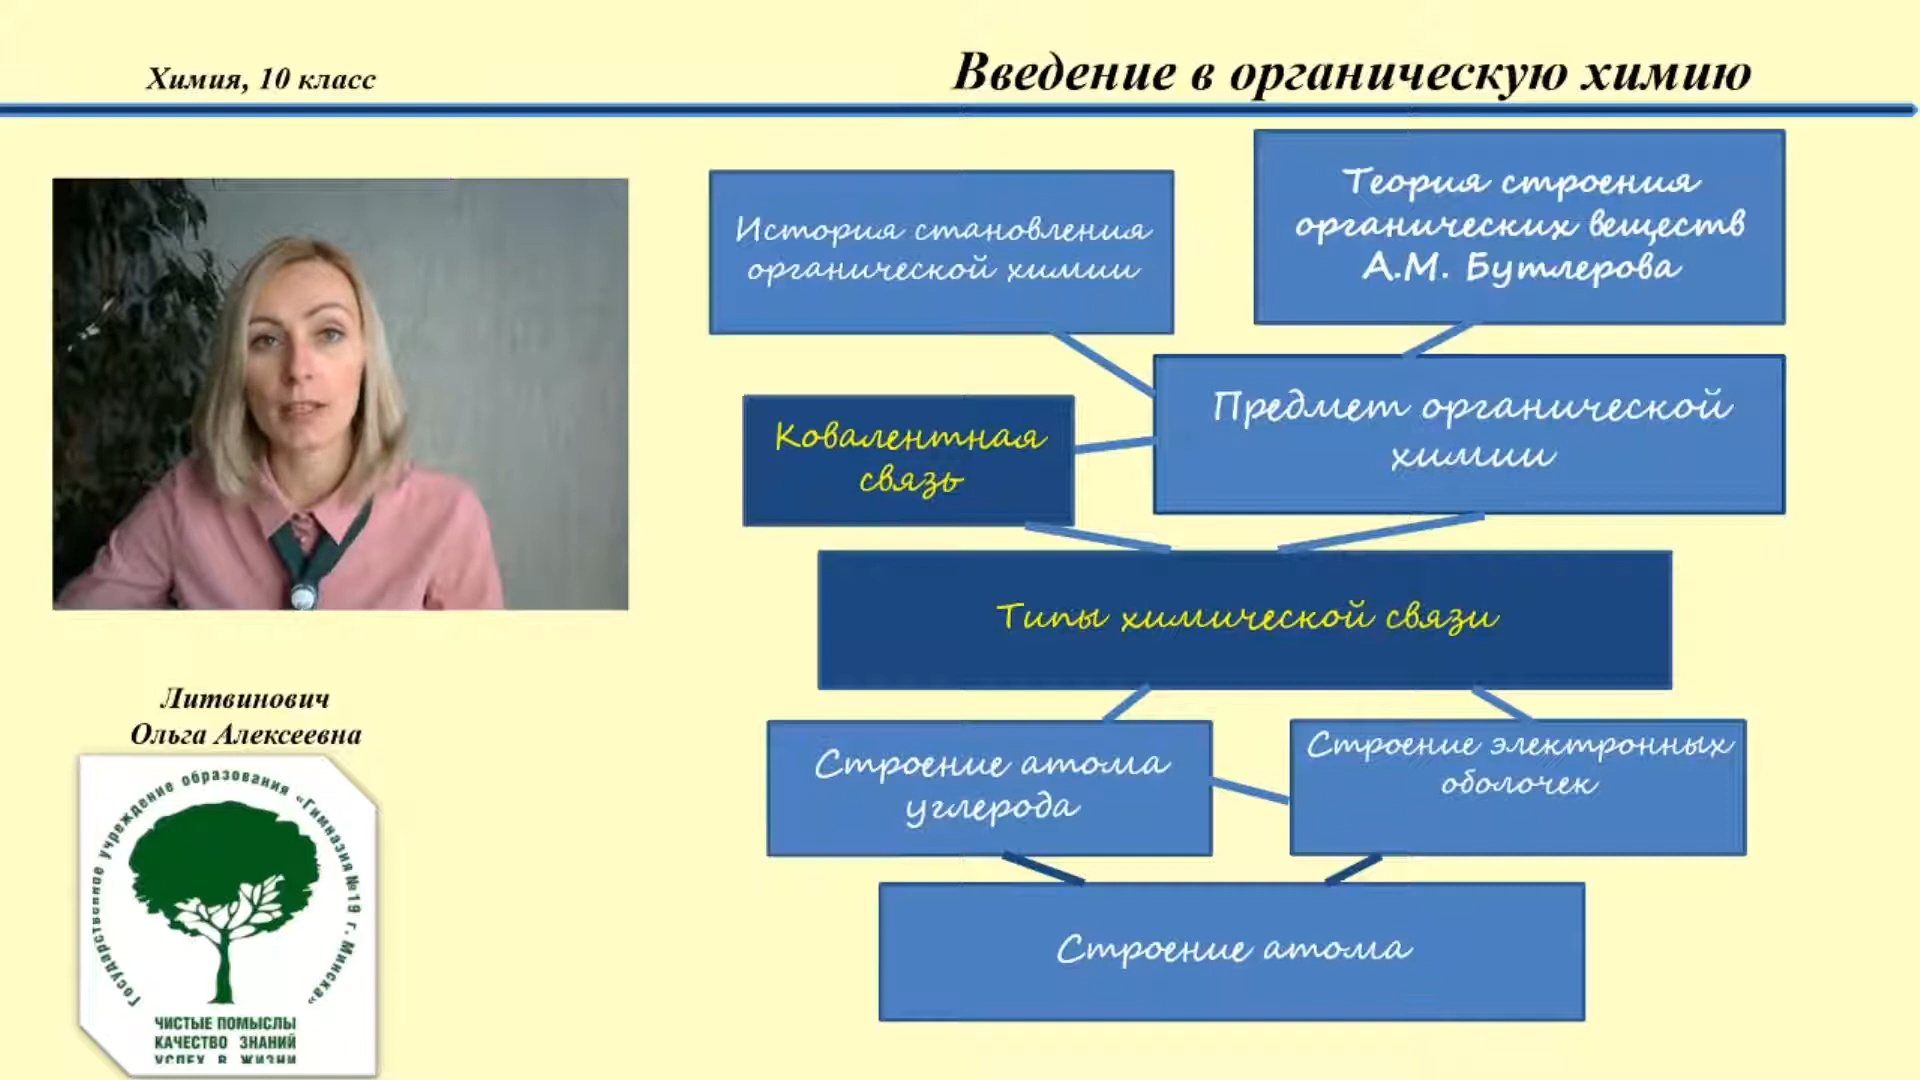 Химия, 10 класс
Введение в органическую химию
История становления
органической химии
Теория строения
органических веществ
А.М. Бутлерова
Ковалентная
связь
Предмет органической
химии
Типы химической связи
Строение атома
углерода
Строение электронных
оболочек
Строение атома
Литвинович
Ольга Алексеевна
Государственное учреждение образования «Гимназия №19 г. Минска»
ЧИСТЫЕ ПОМЫСЛЫ
КАЧЕСТВО ЗНАНИЙ
УСПЕХ В ЖИЗНИ